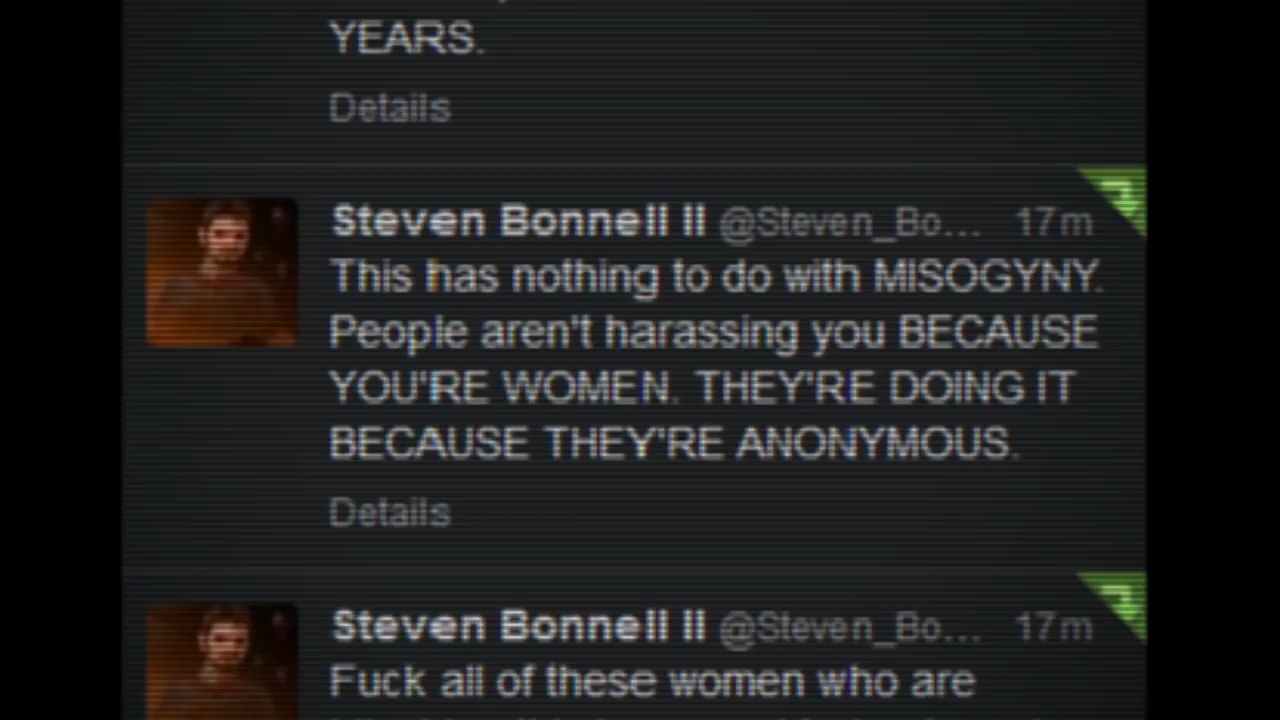 YEARS.
Details
Steven Bonnell II @Steven_Bo... 17m
This has nothing to do with MISOGYNY.
People aren't harassing you BECAUSE
YOU'RE WOMEN. THEY'RE DOING IT
BECAUSE THEY'RE ANONYMOUS.
Details
Steven Bonnell II @Steven_Bo... 17m
Fuck all of these women who are